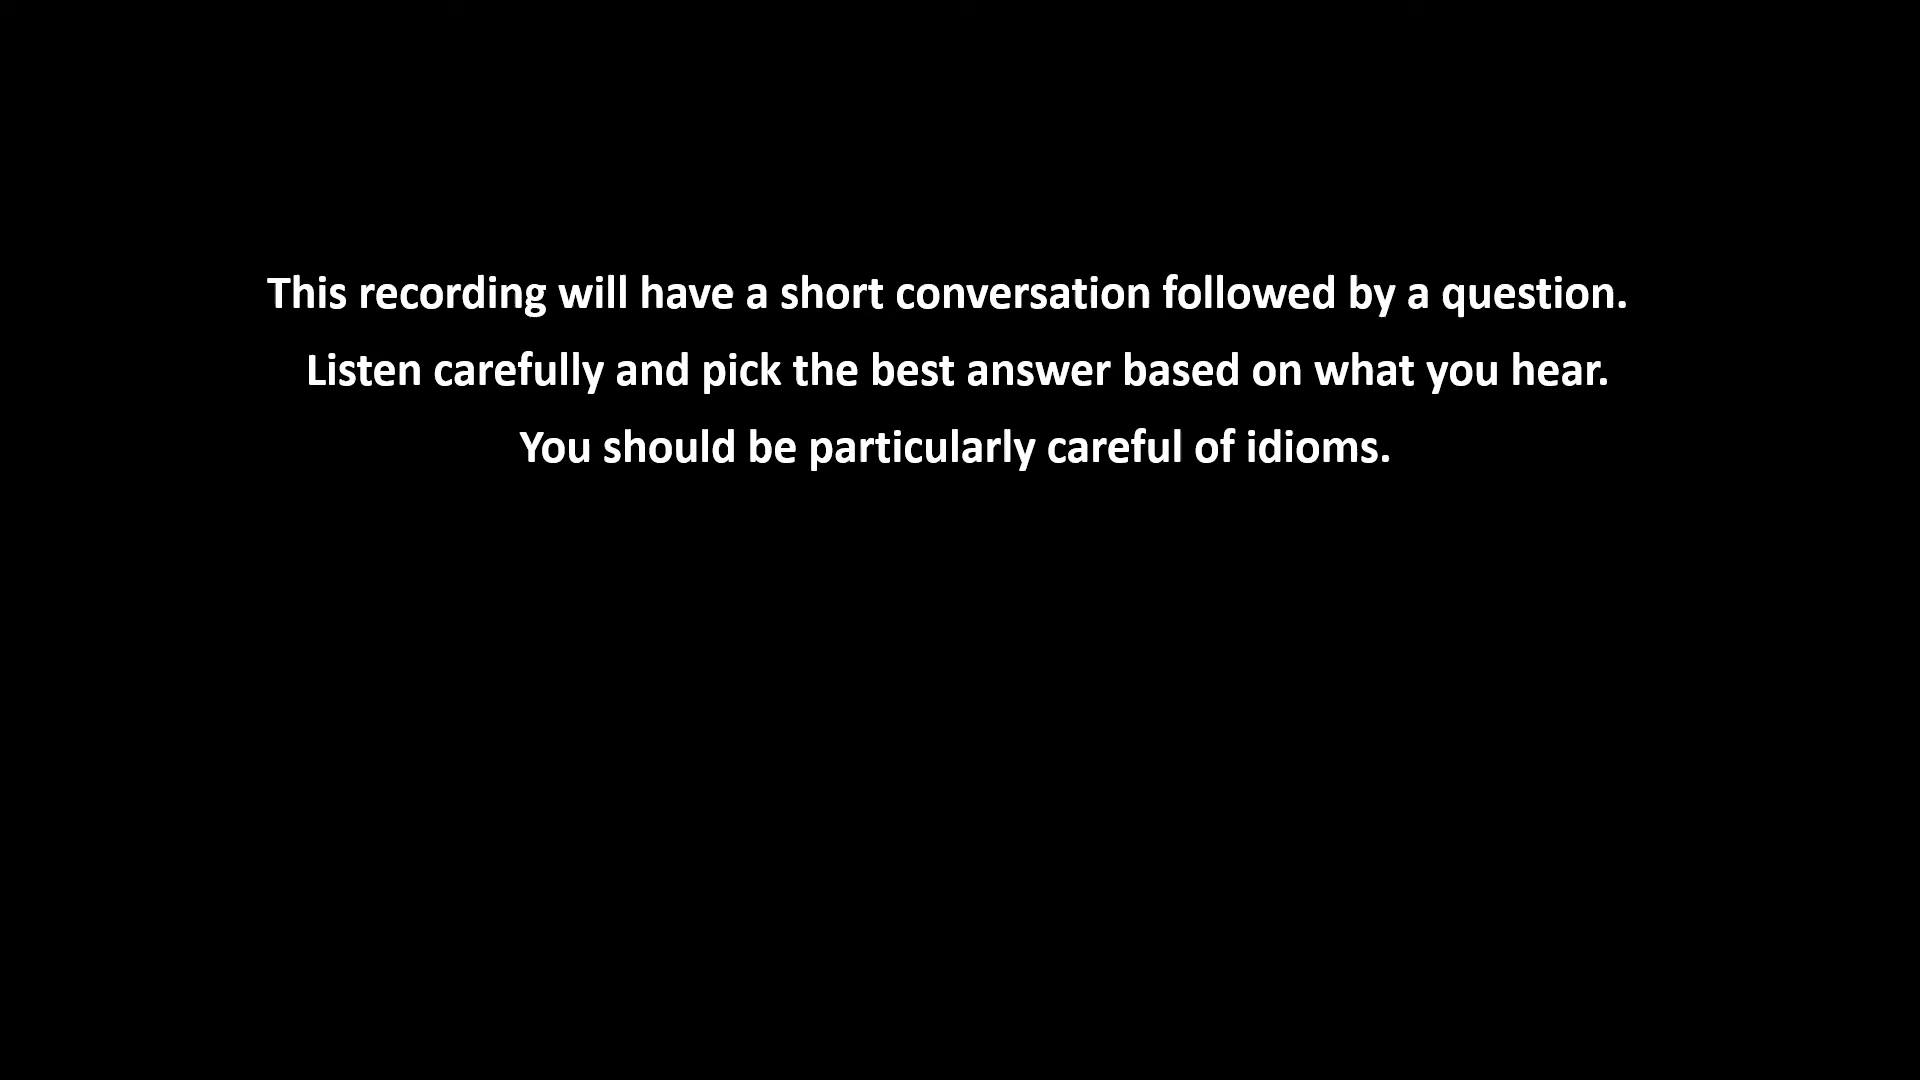 This recording will have a short conversation followed by a question.
Listen carefully and pick the best answer based on what you hear.
You should be particularly careful of idioms.